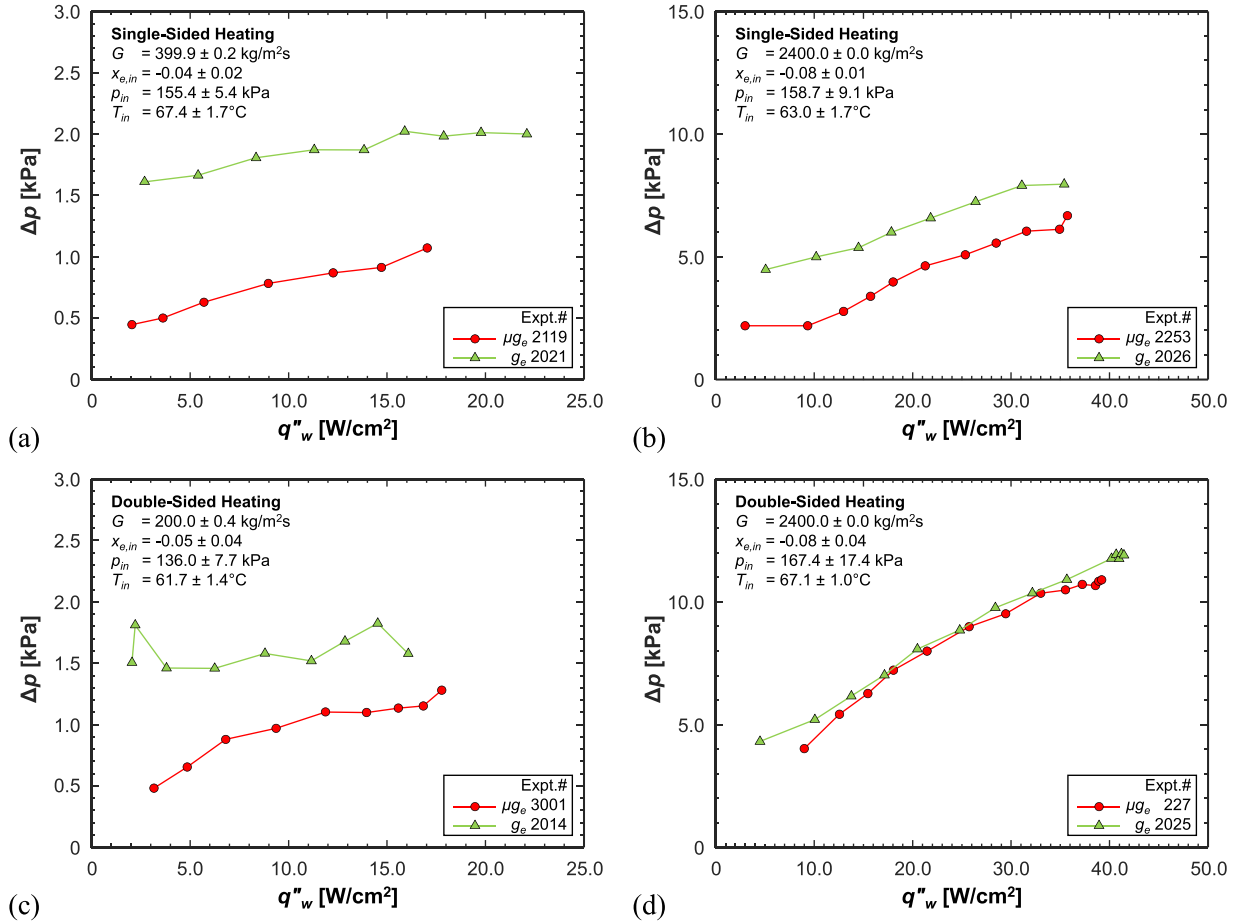 Single-Sided Heating
G = 399.9 ± 0.2 kg/m²s
xₑ,ᵢₙ = -0.04 ± 0.02
pᵢₙ = 155.4 ± 5.4 kPa
Tᵢₙ = 67.4 ± 1.7°C
3.0
2.5
2.0
1.5
1.0
0.5
0
Δp [kPa]
Expt.#
μgₑ 2119
gₑ 2021
0 5.0 10.0 15.0 20.0 25.0
q"w [W/cm²]
(a)
Single-Sided Heating
G = 2400.0 ± 0.0 kg/m²s
xₑ,ᵢₙ = -0.08 ± 0.01
pᵢₙ = 158.7 ± 9.1 kPa
Tᵢₙ = 63.0 ± 1.7°C
15.0
10.0
5.0
0
Δp [kPa]
Expt.#
μgₑ 2253
gₑ 2026
0 10.0 20.0 30.0 40.0 50.0
q"w [W/cm²]
(b)
Double-Sided Heating
G = 200.0 ± 0.4 kg/m²s
xₑ,ᵢₙ = -0.05 ± 0.04
pᵢₙ = 136.0 ± 7.7 kPa
Tᵢₙ = 61.7 ± 1.4°C
3.0
2.5
2.0
1.5
1.0
0.5
0
Δp [kPa]
Expt.#
μgₑ 3001
gₑ 2014
0 5.0 10.0 15.0 20.0 25.0
q"w [W/cm²]
(c)
Double-Sided Heating
G = 2400.0 ± 0.0 kg/m²s
xₑ,ᵢₙ = -0.08 ± 0.04
pᵢₙ = 167.4 ± 17.4 kPa
Tᵢₙ = 67.1 ± 1.0°C
15.0
10.0
5.0
0
Δp [kPa]
Expt.#
μgₑ 227
gₑ 2025
0 10.0 20.0 30.0 40.0 50.0
q"w [W/cm²]
(d)